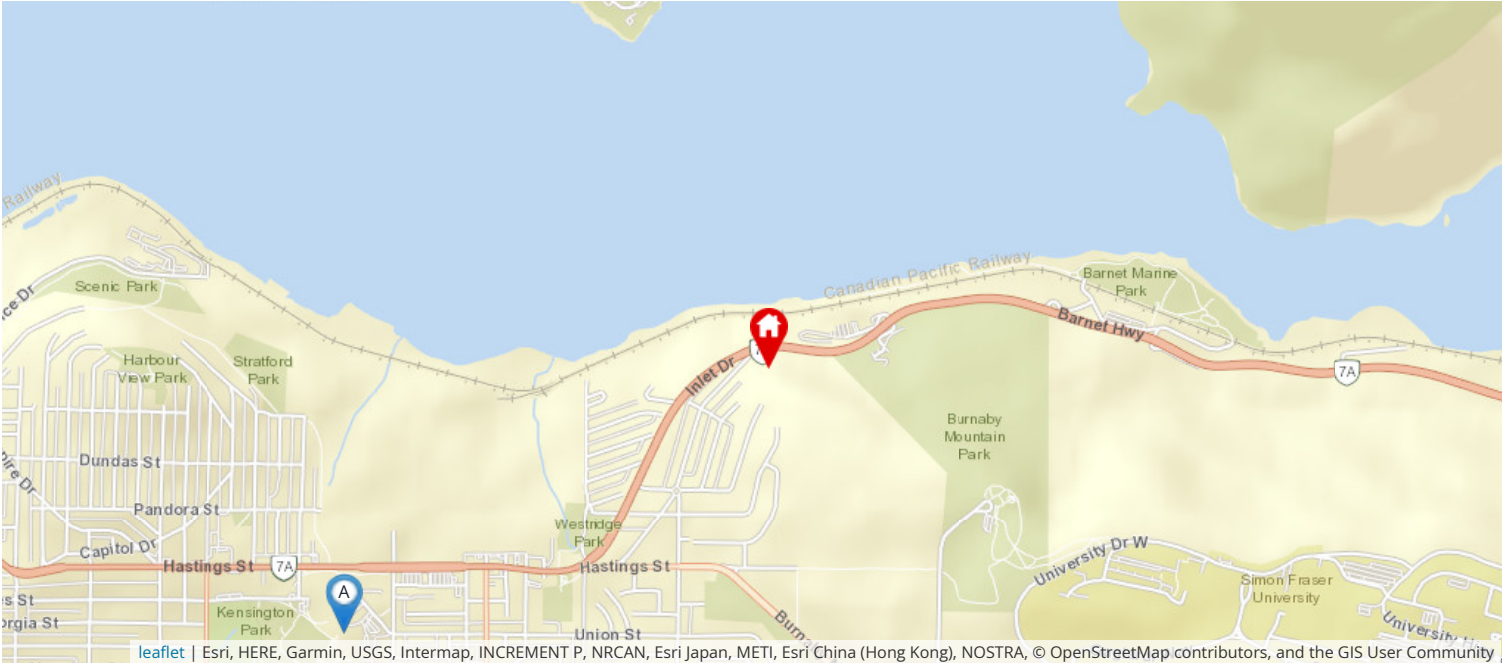 Railway
Canadian Pacific Railway
Scenic Park
Barnet Marine
Park
Barnet Hwy
Harbour
View Park
Stratford
Park
Inlet Dr
7A
Burnaby
Mountain
Park
Dundas St
Pandora St
Westridge
Park
Capitol Dr
Hastings St
7A
Hastings St
University Dr W
Simon Fraser
University
A
Kensington
Park
Union St
leaflet | Esri, HERE, Garmin, USGS, Intermap, INCREMENT P, NRCAN, Esri Japan, METI, Esri China (Hong Kong), NOSTRA, © OpenStreetMap contributors, and the GIS User Community